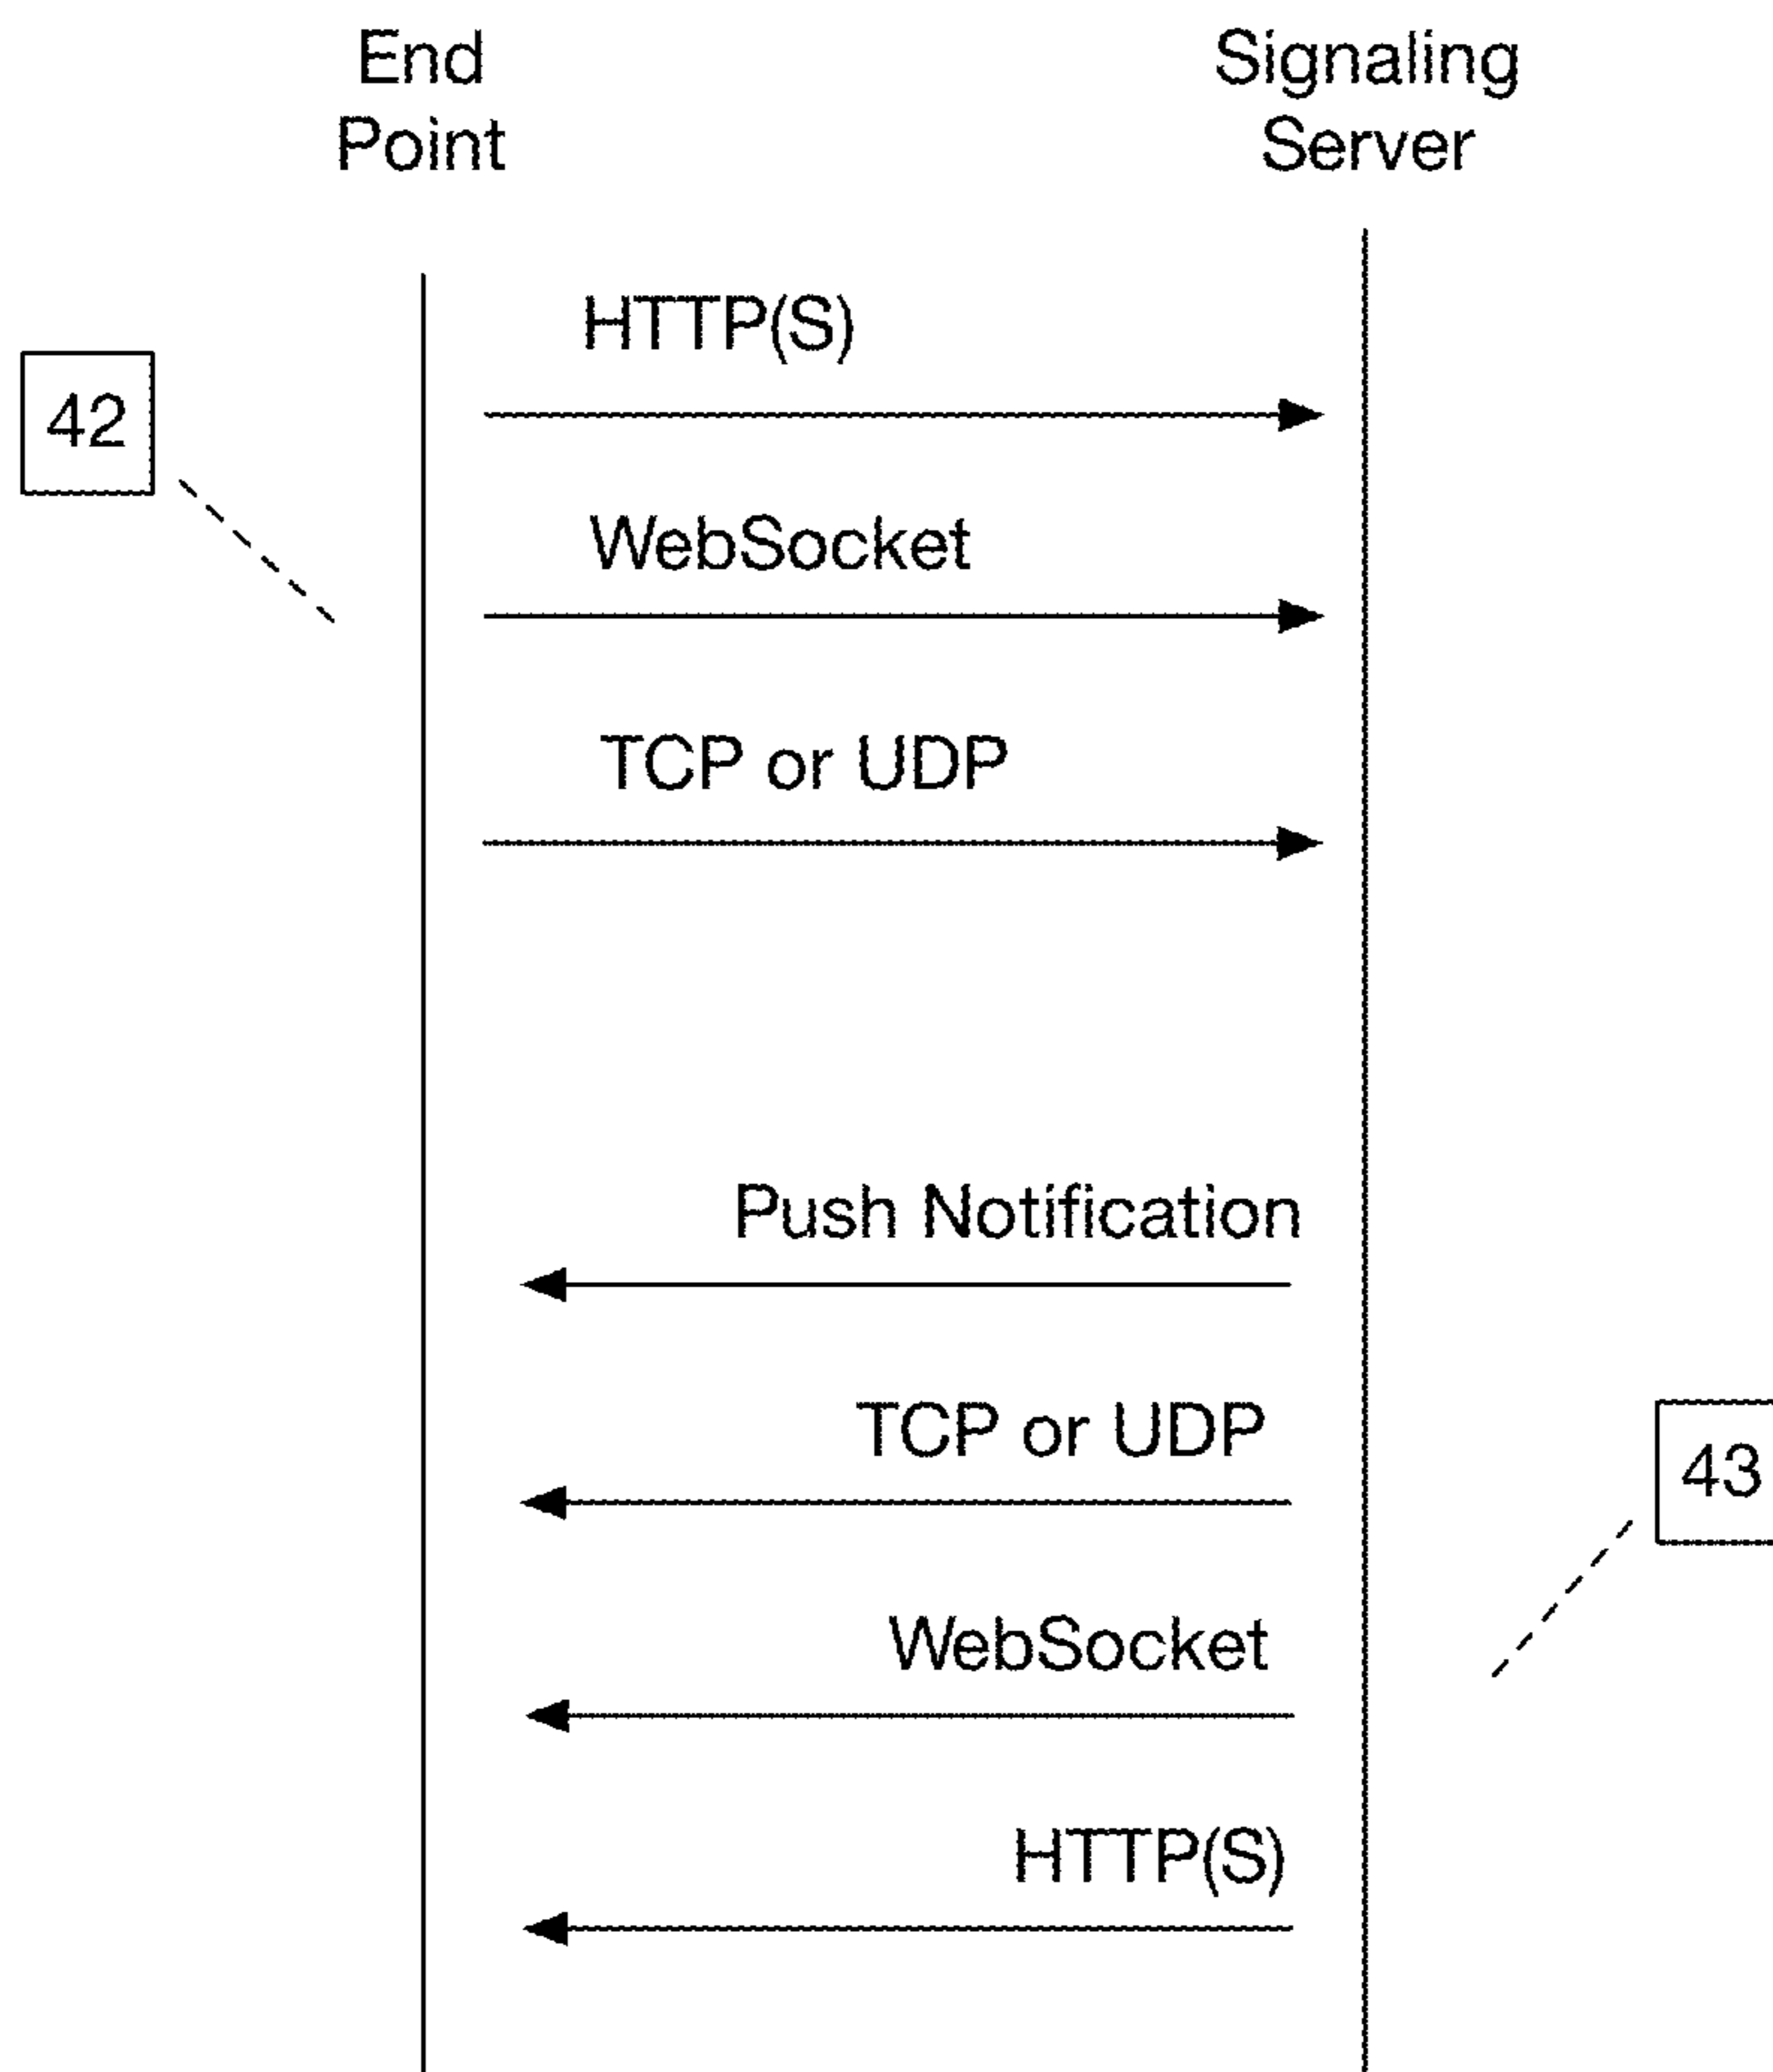 End
Point
Signaling
Server
HTTP(S)
42
WebSocket
TCP or UDP
Push Notification
TCP or UDP
43
WebSocket
HTTP(S)